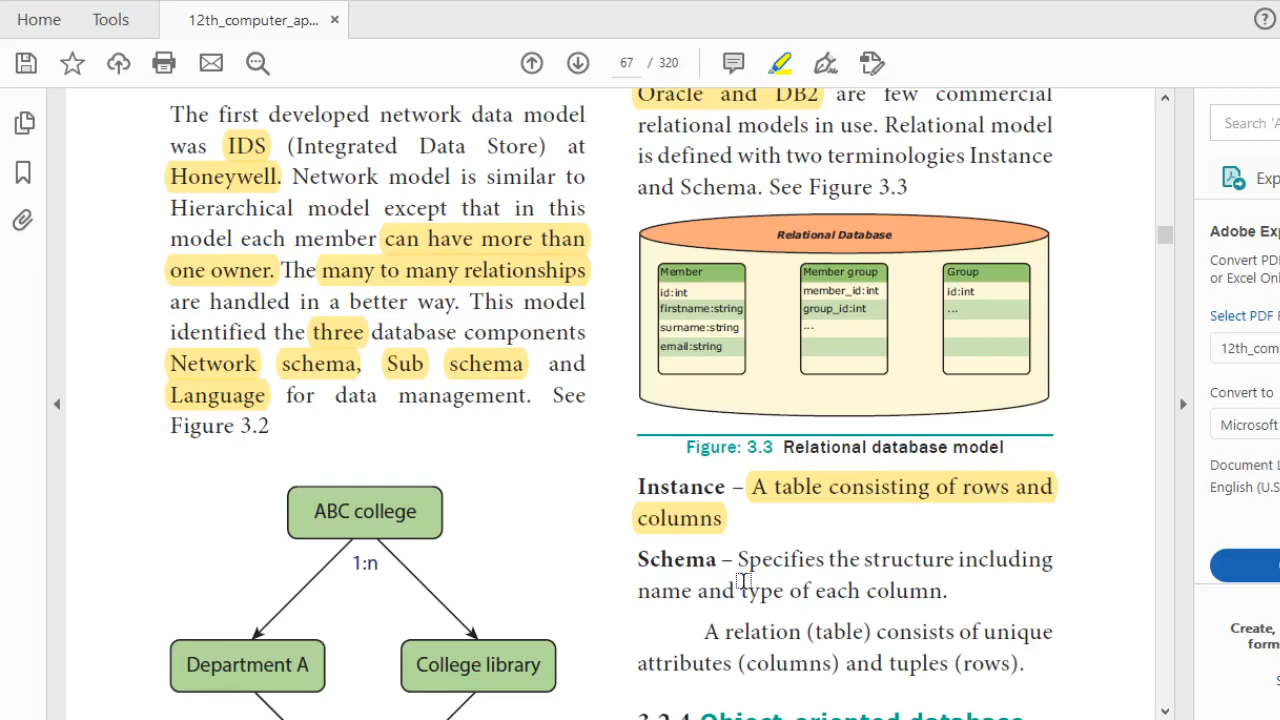 Home Tools 12th_computer_ap... ×
67 / 320
The first developed network data model
was IDS (Integrated Data Store) at
Honeywell. Network model is similar to
Hierarchical model except that in this
model each member can have more than
one owner. The many to many relationships
are handled in a better way. This model
identified the three database components
Network schema, Sub schema and
Language for data management. See
Figure 3.2
ABC college
1:n
Department A College library
Oracle and DB2 are few commercial
relational models in use. Relational model
is defined with two terminologies Instance
and Schema. See Figure 3.3
Relational Database
Member
id:int
firstname:string
surname:string
email:string
Member group
member_id:int
group_id:int
...
Group
id:int
...
Figure: 3.3 Relational database model
Instance – A table consisting of rows and
columns
Schema – Specifies the structure including
name and type of each column.
A relation (table) consists of unique
attributes (columns) and tuples (rows).
3.2.4 Object-oriented database
Search 'A
Exp
Adobe Exp
Convert PD
or Excel Onl
Select PDF F
12th_com
Convert to
Microsoft
Document L
English (U.S
Create,
form